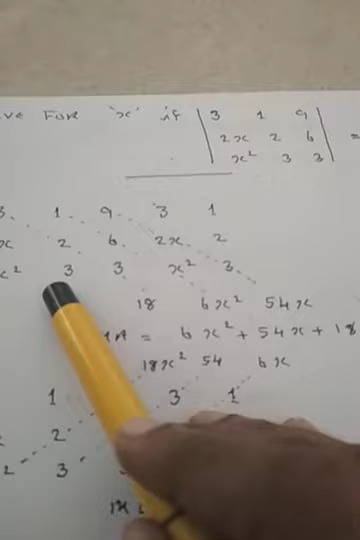 FOR 'x' if | 3 1 9 |
| 2x 2 6 | =
| x² 3 3 |
3 1 9 3 1
x 2 6 2x 2
x² 3 3 x² 3
18 6x² 54x
= 6x² + 54x + 18
18x² 54 6x
1 3 1
2
2 3